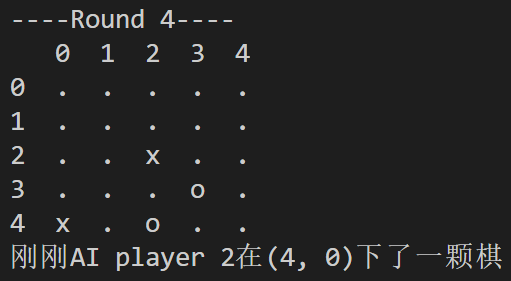 ----Round 4----
   0  1  2  3  4
0  .  .  .  .  .
1  .  .  .  .  .
2  .  .  x  .  .
3  .  .  .  o  .
4  x  .  o  .  .
刚刚AI player 2在(4, 0)下了一颗棋